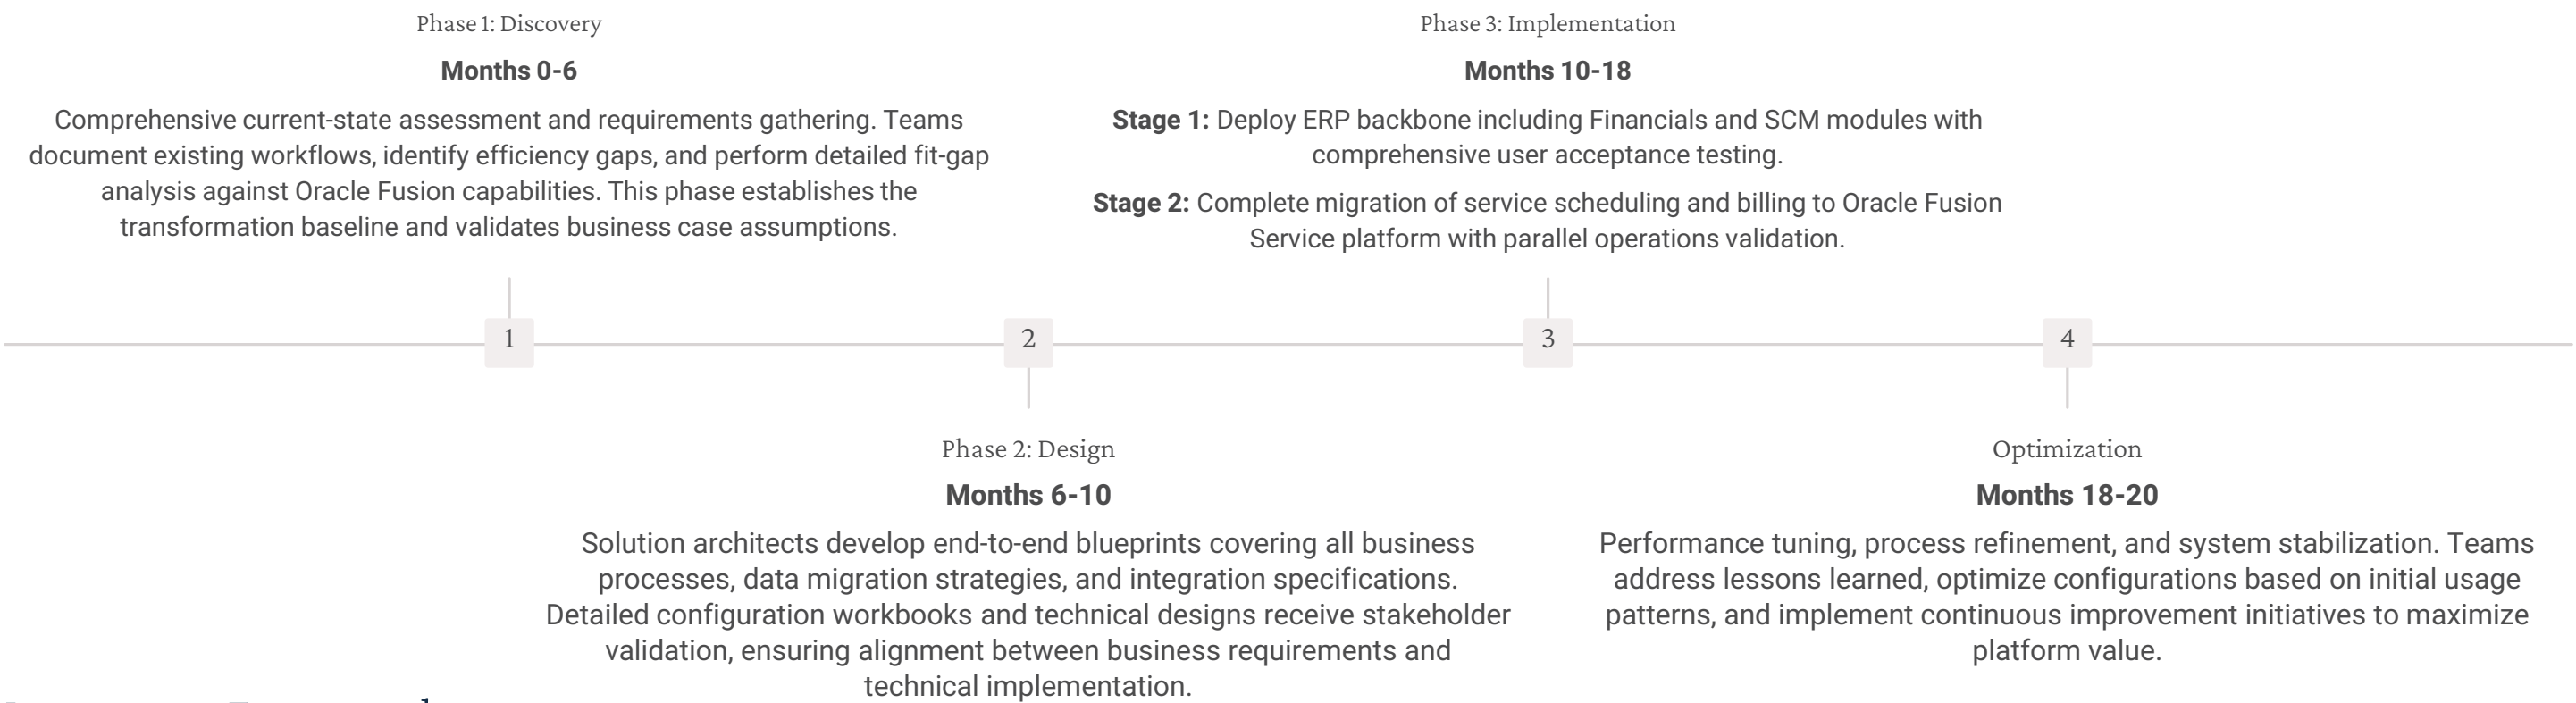 Phase 1: Discovery
Months 0-6
Comprehensive current-state assessment and requirements gathering. Teams
document existing workflows, identify efficiency gaps, and perform detailed fit-gap
analysis against Oracle Fusion capabilities. This phase establishes the
transformation baseline and validates business case assumptions.
Phase 3: Implementation
Months 10-18
Stage 1: Deploy ERP backbone including Financials and SCM modules with
comprehensive user acceptance testing.
Stage 2: Complete migration of service scheduling and billing to Oracle Fusion
Service platform with parallel operations validation.
1
2
3
4
Phase 2: Design
Months 6-10
Solution architects develop end-to-end blueprints covering all business
processes, data migration strategies, and integration specifications.
Detailed configuration workbooks and technical designs receive stakeholder
validation, ensuring alignment between business requirements and
technical implementation.
Optimization
Months 18-20
Performance tuning, process refinement, and system stabilization. Teams
address lessons learned, optimize configurations based on initial usage
patterns, and implement continuous improvement initiatives to maximize
platform value.